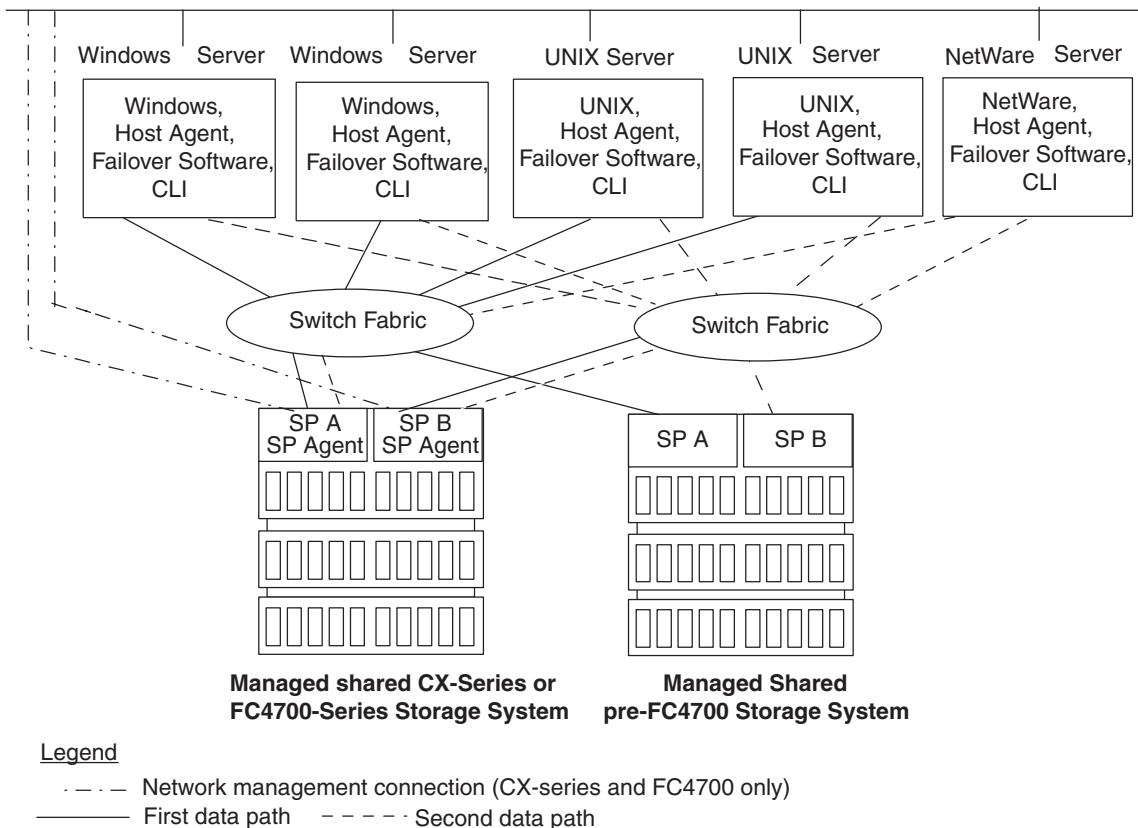 Windows Server
Windows Server
UNIX Server
UNIX Server
NetWare Server
Windows,
Host Agent,
Failover Software,
CLI
Windows,
Host Agent,
Failover Software,
CLI
UNIX,
Host Agent,
Failover Software,
CLI
UNIX,
Host Agent,
Failover Software,
CLI
NetWare,
Host Agent,
Failover Software,
CLI
Switch Fabric
Switch Fabric
SP A
SP Agent
SP B
SP Agent
SP A
SP B
Managed shared CX-Series or
FC4700-Series Storage System
Managed Shared
pre-FC4700 Storage System
Legend
Network management connection (CX-series and FC4700 only)
First data path
Second data path